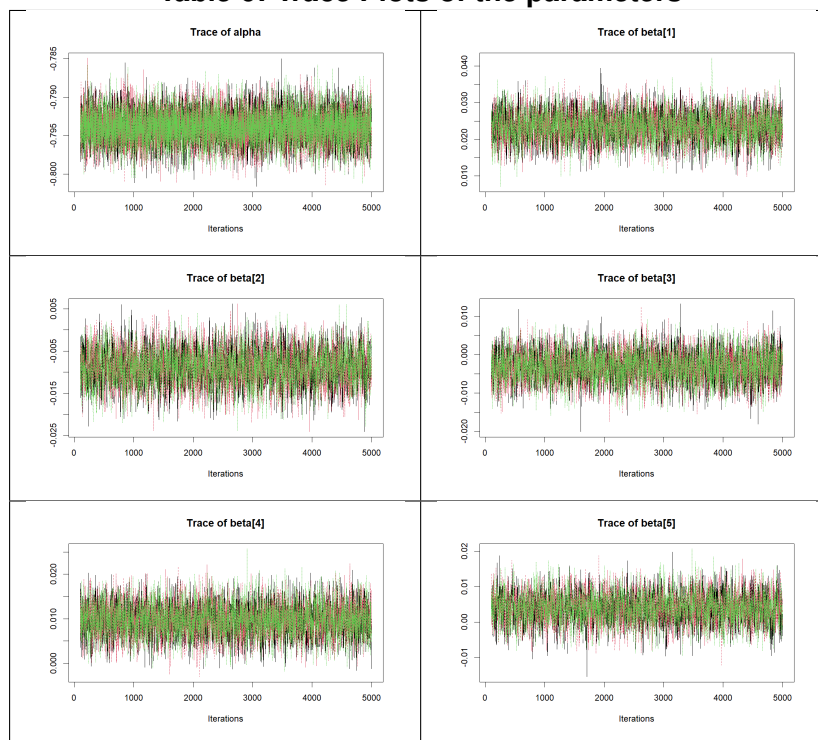 Trace of alpha
-0.785
-0.790
-0.795
-0.800
0 1000 2000 3000 4000 5000
Iterations
Trace of beta[1]
0.040
0.030
0.020
0.010
0 1000 2000 3000 4000 5000
Iterations
Trace of beta[2]
0.005
-0.005
-0.015
-0.025
0 1000 2000 3000 4000 5000
Iterations
Trace of beta[3]
0.010
0.000
-0.010
-0.020
0 1000 2000 3000 4000 5000
Iterations
Trace of beta[4]
0.020
0.010
0.000
0 1000 2000 3000 4000 5000
Iterations
Trace of beta[5]
0.02
0.01
0.00
-0.01
0 1000 2000 3000 4000 5000
Iterations